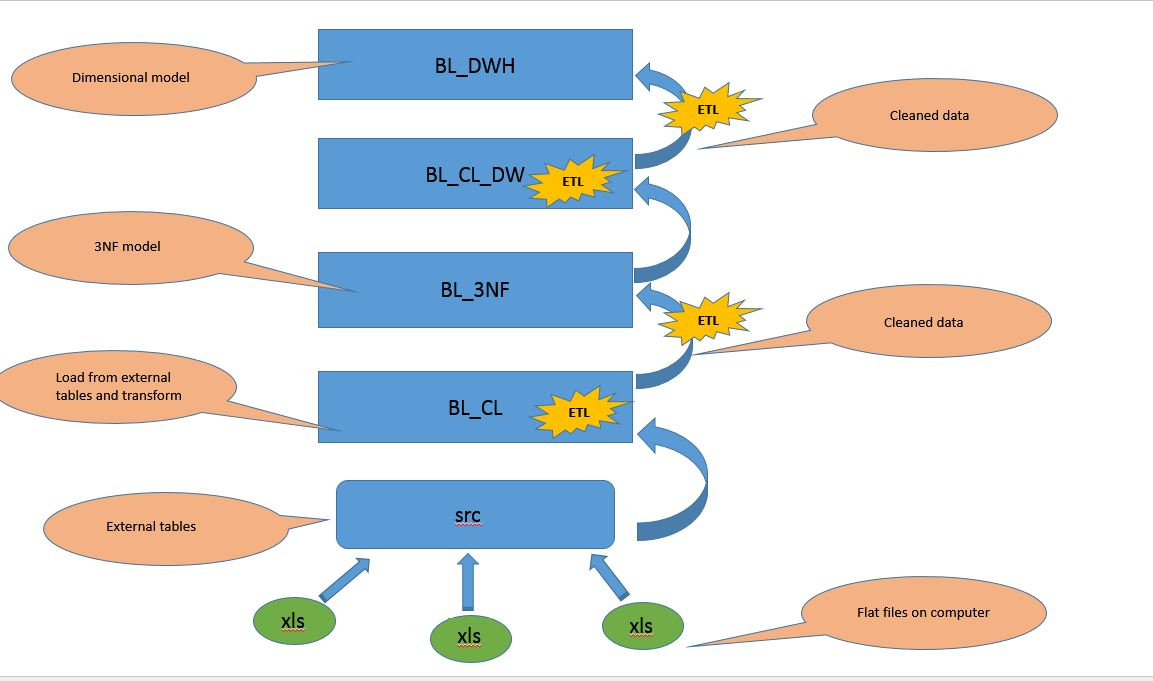 BL_DWH
Dimensional model
ETL
Cleaned data
BL_CL_DW
ETL
3NF model
BL_3NF
ETL
Cleaned data
Load from external
tables and transform
BL_CL
ETL
External tables
src
xls
xls
xls
Flat files on computer